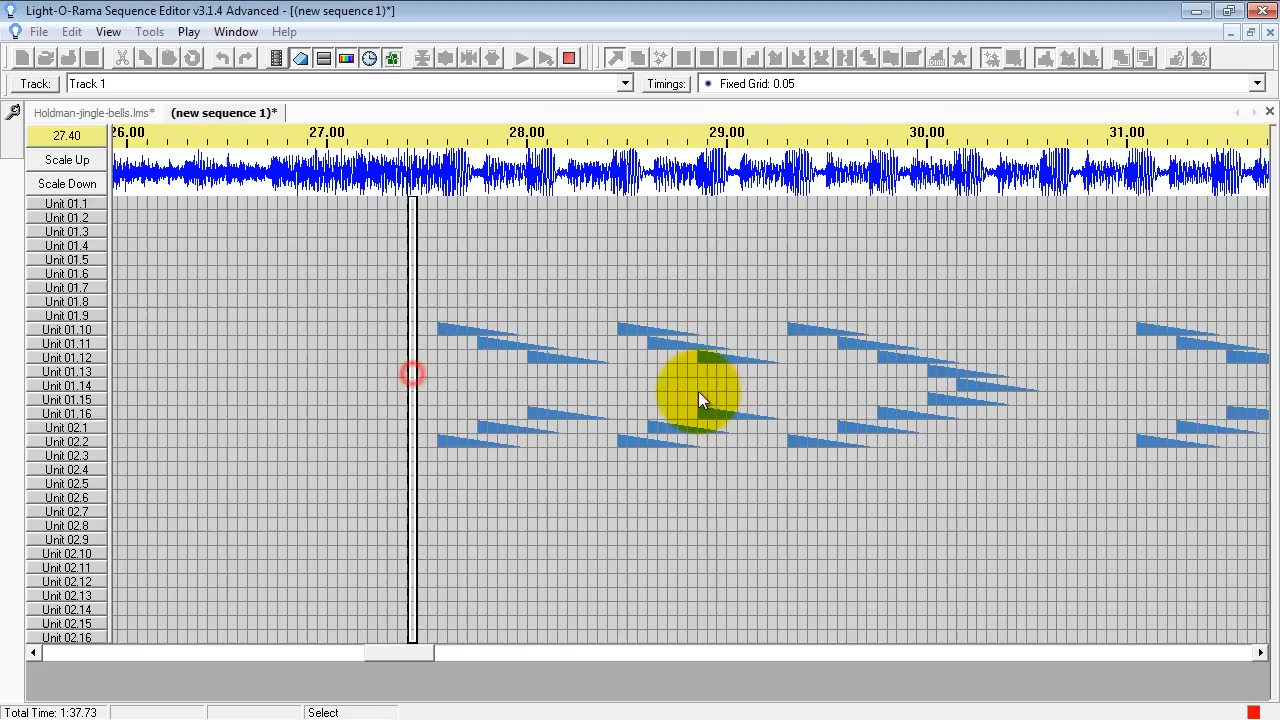 Light-O-Rama Sequence Editor v3.1.4 Advanced - [(new sequence 1)*]
File Edit View Tools Play Window Help
Track: Track 1 Timings: Fixed Grid: 0.05
Holdman-jingle-bells.lms* (new sequence 1)*
27.40 26.00 27.00 28.00 29.00 30.00 31.00
Scale Up
Scale Down
Unit 01.1
Unit 01.2
Unit 01.3
Unit 01.4
Unit 01.5
Unit 01.6
Unit 01.7
Unit 01.8
Unit 01.9
Unit 01.10
Unit 01.11
Unit 01.12
Unit 01.13
Unit 01.14
Unit 01.15
Unit 01.16
Unit 02.1
Unit 02.2
Unit 02.3
Unit 02.4
Unit 02.5
Unit 02.6
Unit 02.7
Unit 02.8
Unit 02.9
Unit 02.10
Unit 02.11
Unit 02.12
Unit 02.13
Unit 02.14
Unit 02.15
Unit 02.16
Total Time: 1:37.73 Select